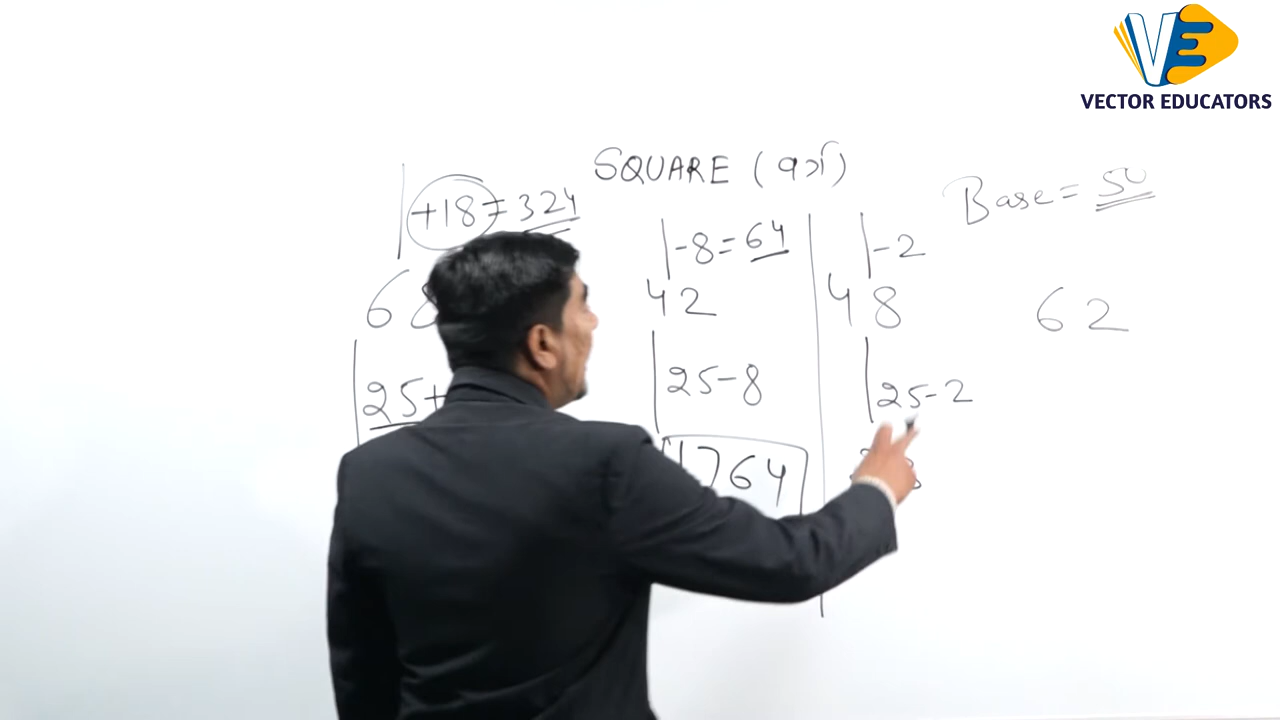 VE
VECTOR EDUCATORS
SQUARE (वर्ग)
Base = 50
+18 = 324
-8 = 64
-2
42
48
62
25-8
25-2
1764